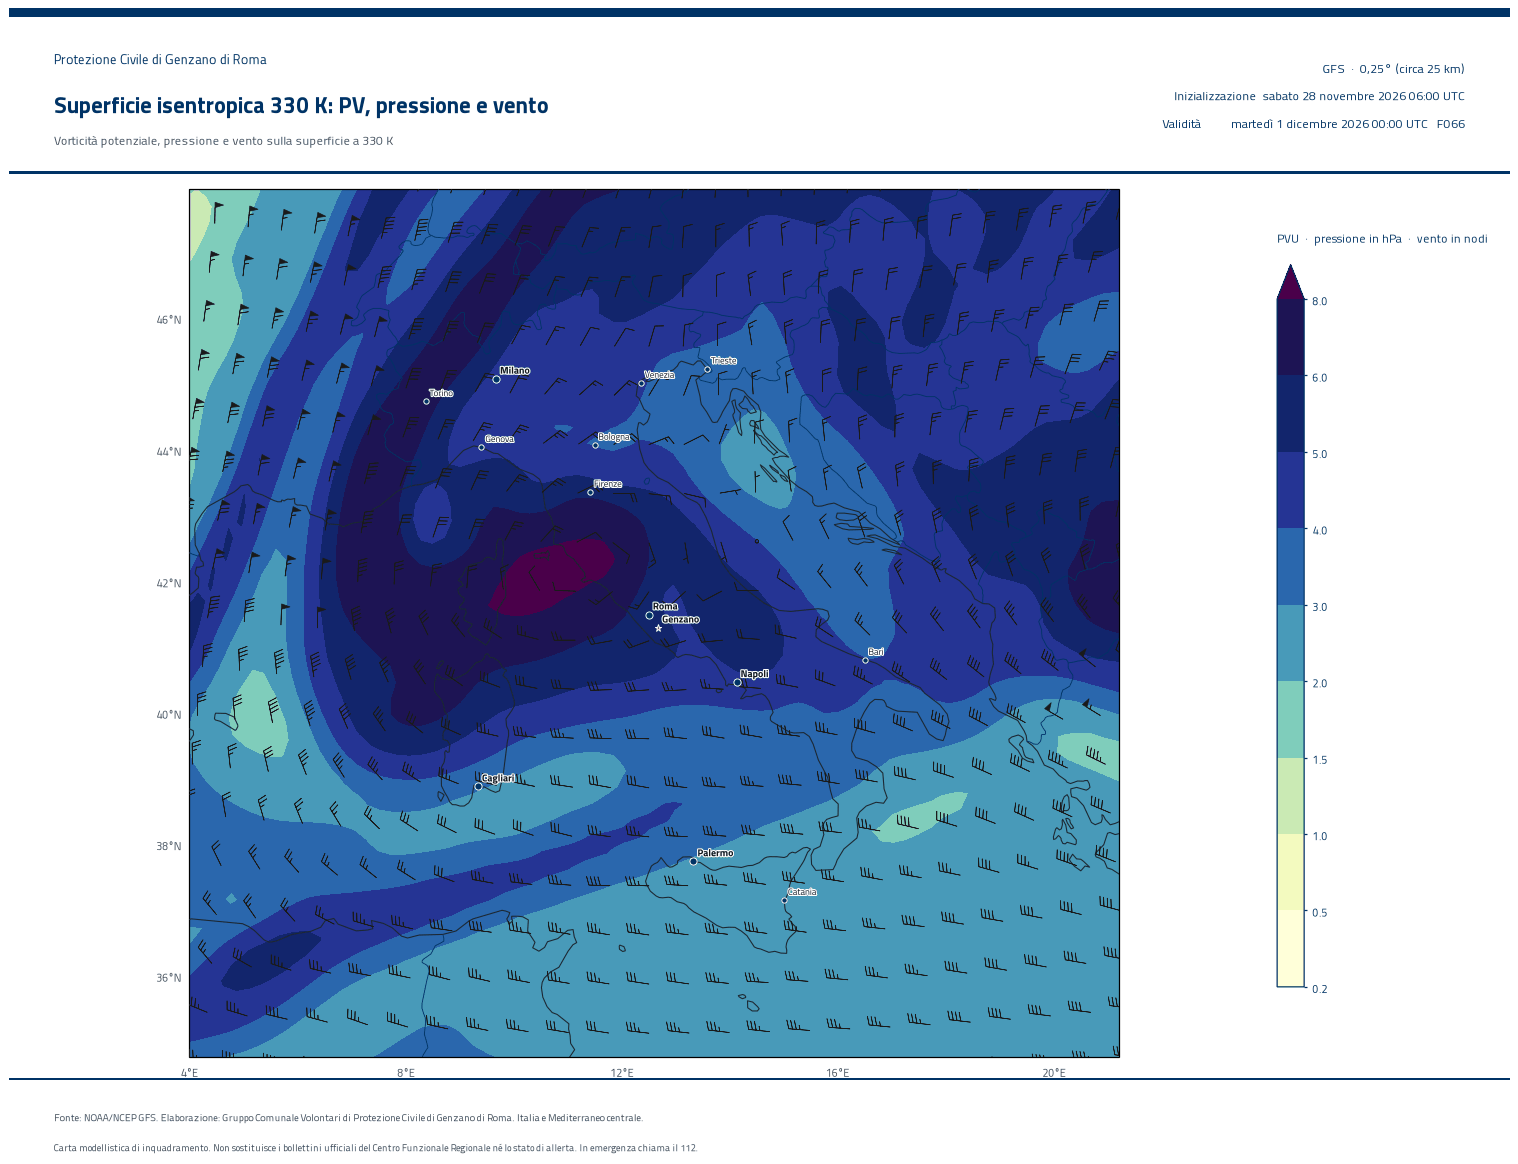 Protezione Civile di Genzano di Roma
Superficie isentropica 330 K: PV, pressione e vento
Vorticità potenziale, pressione e vento sulla superficie a 330 K
GFS · 0,25° (circa 25 km)
Inizializzazione sabato 28 novembre 2026 06:00 UTC
Validità martedì 1 dicembre 2026 00:00 UTC F066
PVU · pressione in hPa · vento in nodi
8.0
6.0
5.0
4.0
3.0
2.0
1.5
1.0
0.5
0.2
46°N
44°N
42°N
40°N
38°N
36°N
4°E
8°E
12°E
16°E
20°E
Trieste
Milano
Venezia
Torino
Genova
Bologna
Firenze
Roma
Genzano
Bari
Napoli
Cagliari
Palermo
Catania
Fonte: NOAA/NCEP GFS. Elaborazione: Gruppo Comunale Volontari di Protezione Civile di Genzano di Roma. Italia e Mediterraneo centrale.
Carta modellistica di inquadramento. Non sostituisce i bollettini ufficiali del Centro Funzionale Regionale né lo stato di allerta. In emergenza chiama il 112.